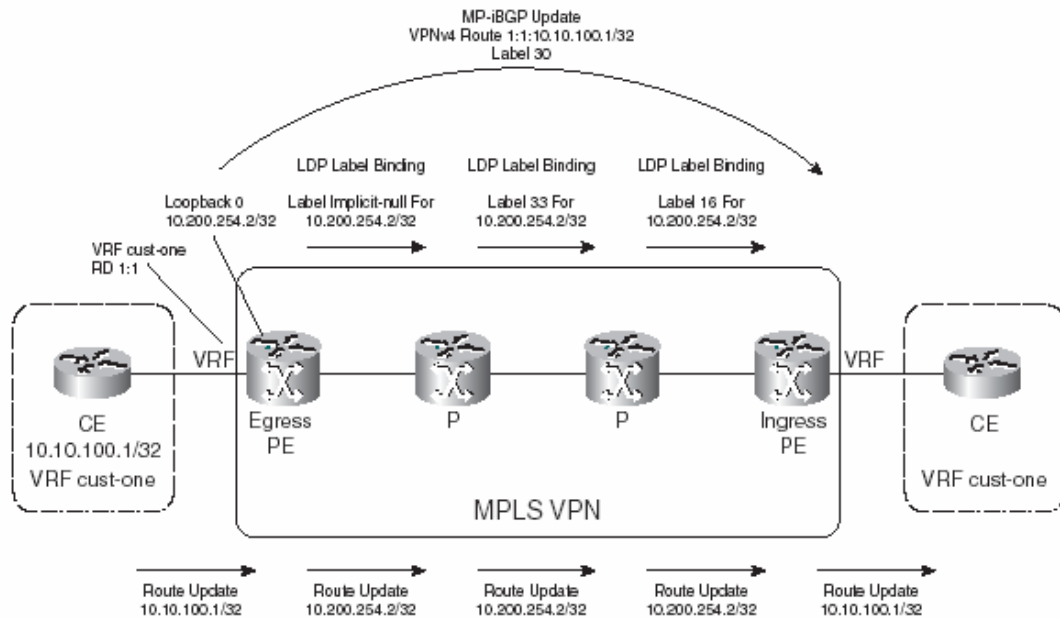 MP-iBGP Update
VPNv4 Route 1:1:10.10.100.1/32
Label 30
LDP Label Binding
LDP Label Binding
LDP Label Binding
Loopback 0
10.200.254.2/32
Label Implicit-null For
10.200.254.2/32
Label 33 For
10.200.254.2/32
Label 16 For
10.200.254.2/32
VRF cust-one
RD 1:1
VRF
VRF
CE
10.10.100.1/32
VRF cust-one
Egress
PE
P
P
Ingress
PE
CE
VRF cust-one
MPLS VPN
Route Update
10.10.100.1/32
Route Update
10.200.254.2/32
Route Update
10.200.254.2/32
Route Update
10.200.254.2/32
Route Update
10.10.100.1/32